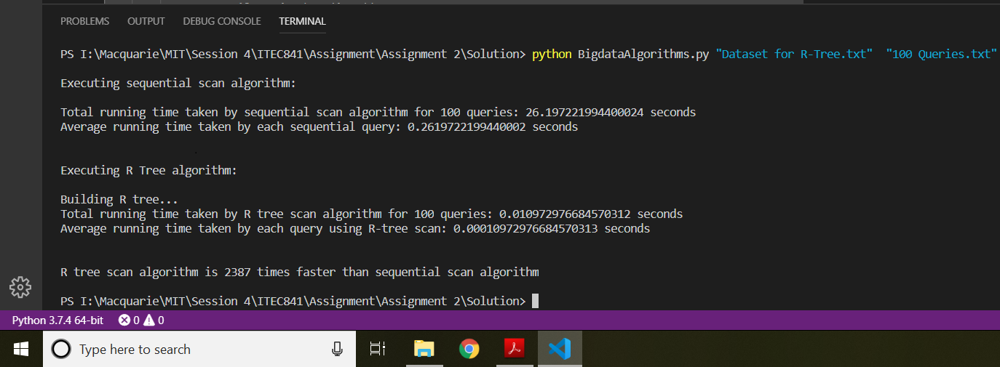 PROBLEMS OUTPUT DEBUG CONSOLE TERMINAL
PS I:\Macquarie\MIT\Session 4\ITEC841\Assignment\Assignment 2\Solution> python BigdataAlgorithms.py "Dataset for R-Tree.txt"  "100 Queries.txt"
Executing sequential scan algorithm:
Total running time taken by sequential scan algorithm for 100 queries: 26.197221994400024 seconds
Average running time taken by each sequential query: 0.2619722199440002 seconds
Executing R Tree algorithm:
Building R tree...
Total running time taken by R tree scan algorithm for 100 queries: 0.010972976684570312 seconds
Average running time taken by each query using R-tree scan: 0.00010972976684570313 seconds
R tree scan algorithm is 2387 times faster than sequential scan algorithm
PS I:\Macquarie\MIT\Session 4\ITEC841\Assignment\Assignment 2\Solution>
Python 3.7.4 64-bit 0 0
Type here to search